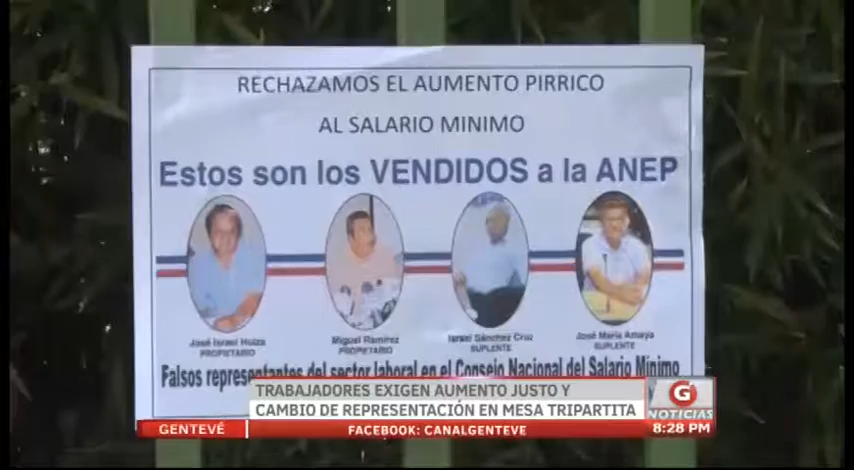 RECHAZAMOS EL AUMENTO PIRRICO
AL SALARIO MINIMO
Estos son los VENDIDOS a la ANEP
José Israel Huiza
PROPIETARIO
Miguel Ramírez
PROPIETARIO
Israel Sánchez Cruz
SUPLENTE
José María Amaya
SUPLENTE
Falsos representantes del sector laboral en el Consejo Nacional del Salario Mínimo
TRABAJADORES EXIGEN AUMENTO JUSTO Y
CAMBIO DE REPRESENTACIÓN EN MESA TRIPARTITA
G
NOTICIAS
GENTEVÉ
FACEBOOK: CANALGENTEVE
8:28 PM